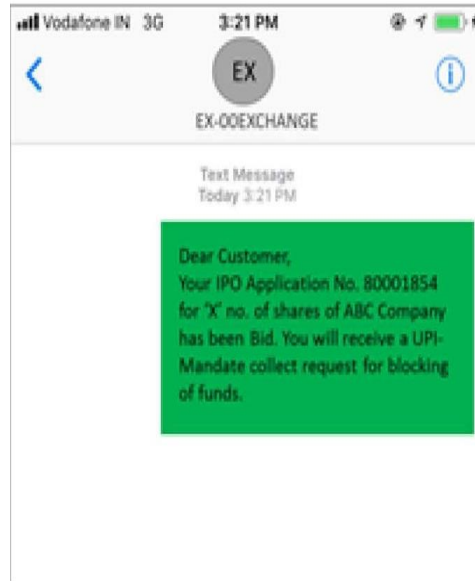 Vodafone IN 3G 3:21 PM
EX
EX-OOEXCHANGE
Text Message
Today 3:21 PM
Dear Customer,
Your IPO Application No. 80001854
for 'X' no. of shares of ABC Company
has been Bid. You will receive a UPI-
Mandate collect request for blocking
of funds.